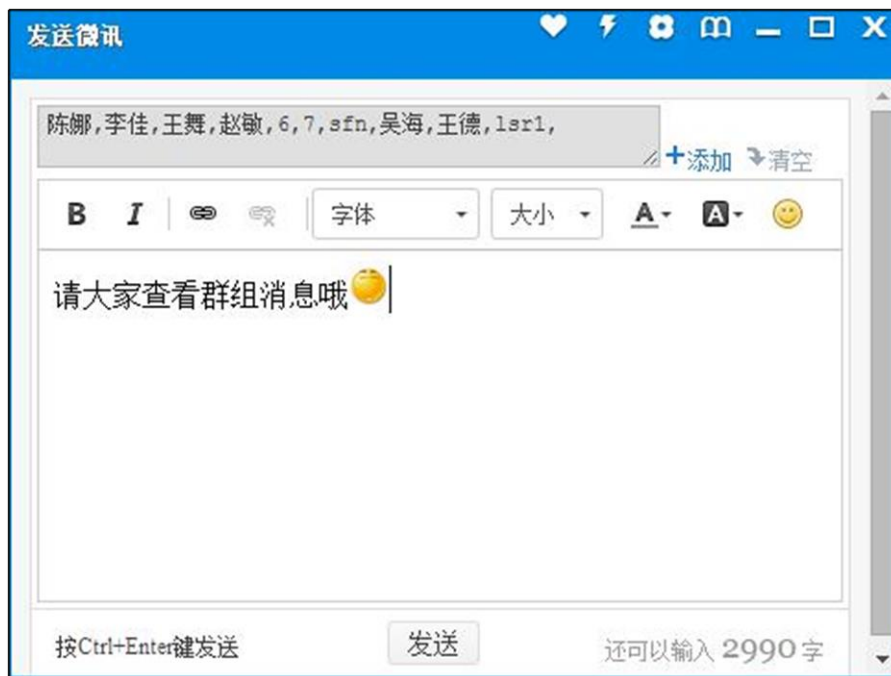 发送微讯
陈娜,李佳,王舞,赵敏,6,7,sfn,吴海,王德,lsr1,
+添加 清空
B I 字体 大小 A A
请大家查看群组消息哦
按Ctrl+Enter键发送 发送 还可以输入 2990 字